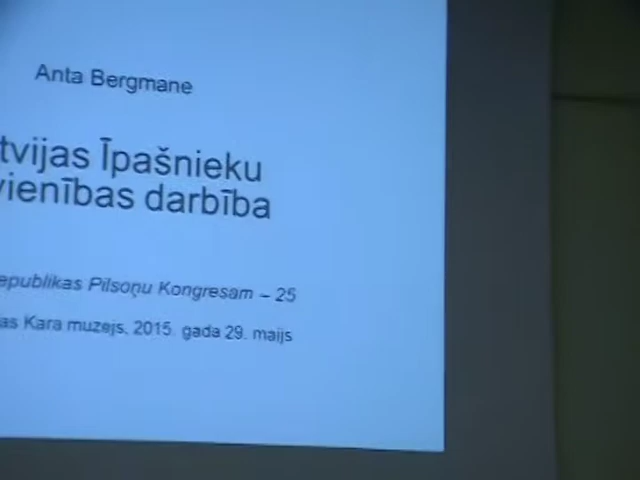 Anta Bergmane
tvijas Īpašnieku
vienības darbība
epublikas Pilsoņu Kongresam – 25
as Kara muzejs, 2015. gada 29. maijs